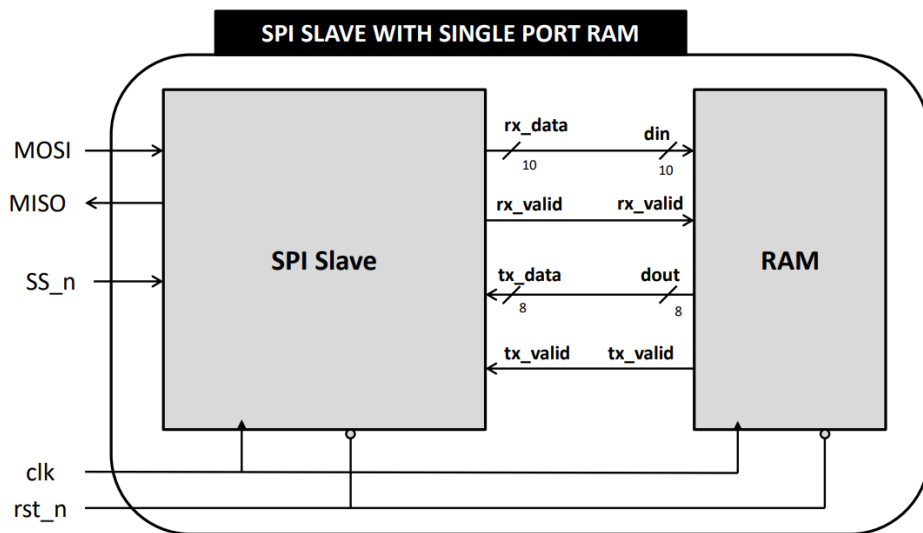 SPI SLAVE WITH SINGLE PORT RAM
rx_data din
10 10
MOSI
MISO
rx_valid rx_valid
SPI Slave
RAM
SS_n
tx_data dout
8 8
tx_valid tx_valid
clk
rst_n